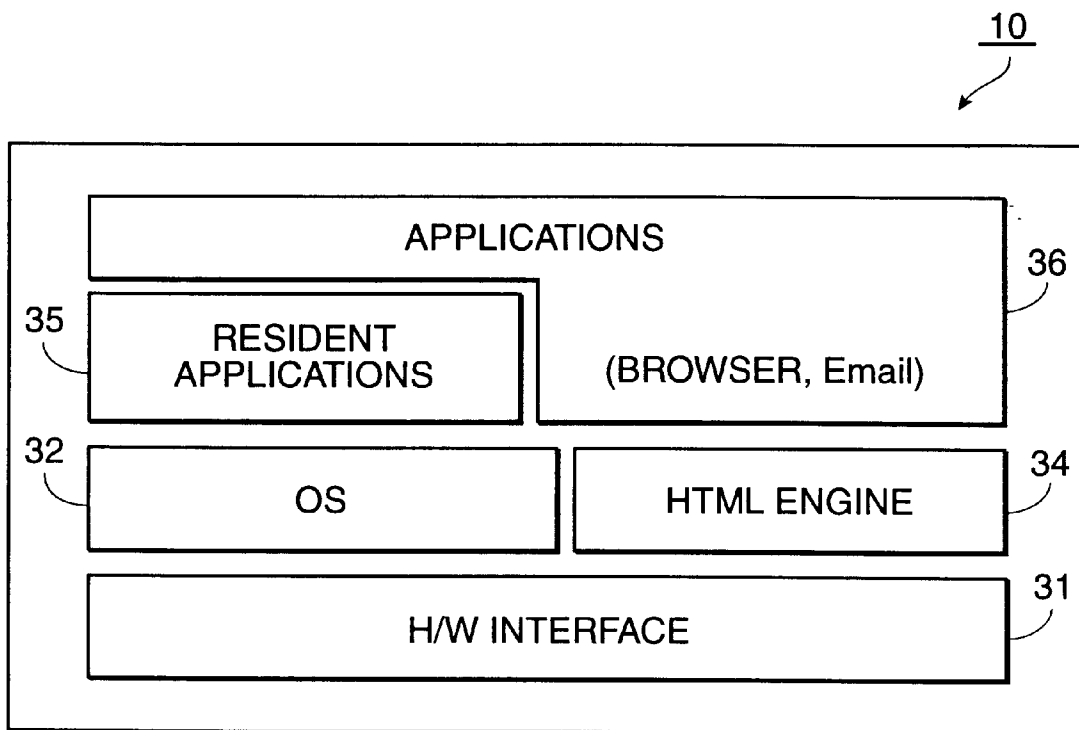 10
APPLICATIONS
36
35
RESIDENT
APPLICATIONS
(BROWSER, Email)
32
OS
HTML ENGINE
34
H/W INTERFACE
31